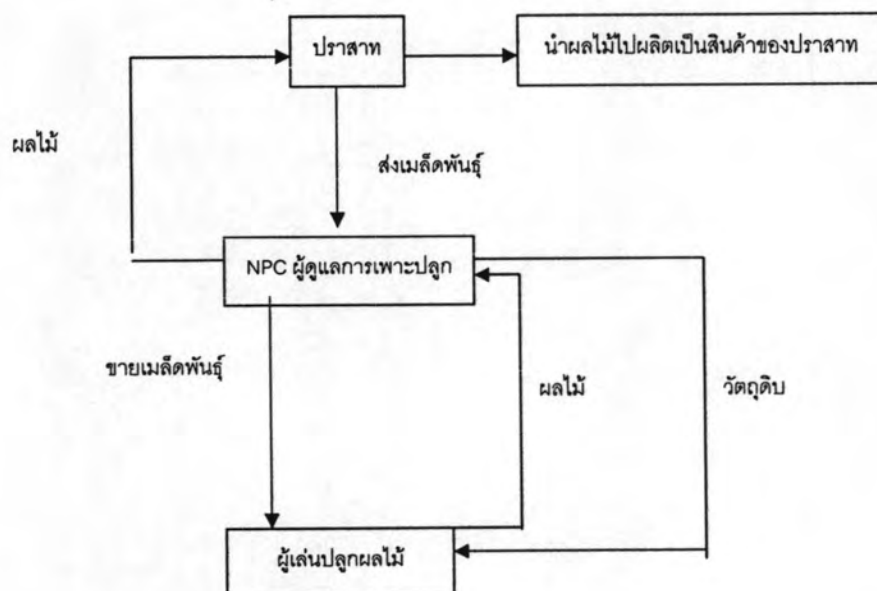 ปราสาท
นำผลไม้ไปผลิตเป็นสินค้าของปราสาท
ผลไม้
ส่งเมล็ดพันธุ์
NPC ผู้ดูแลการเพาะปลูก
ขายเมล็ดพันธุ์
ผลไม้
วัตถุดิบ
ผู้เล่นปลูกผลไม้